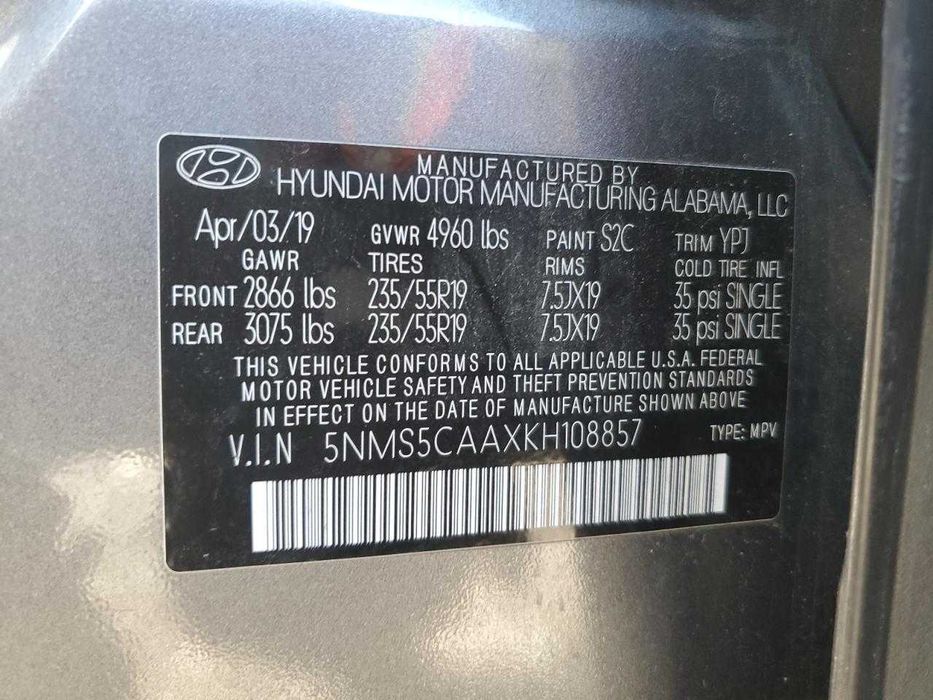 MANUFACTURED BY
HYUNDAI MOTOR MANUFACTURING ALABAMA, LLC
Apr/03/19 GVWR 4960 lbs PAINT S2C TRIM YPJ
GAWR TIRES RIMS COLD TIRE INFL
FRONT 2866 lbs 235/55R19 7.5JX19 35 psi SINGLE
REAR 3075 lbs 235/55R19 7.5JX19 35 psi SINGLE
THIS VEHICLE CONFORMS TO ALL APPLICABLE U.S.A. FEDERAL
MOTOR VEHICLE SAFETY AND THEFT PREVENTION STANDARDS
IN EFFECT ON THE DATE OF MANUFACTURE SHOWN ABOVE
V.I.N 5NMS5CAAXKH108857 TYPE: MPV